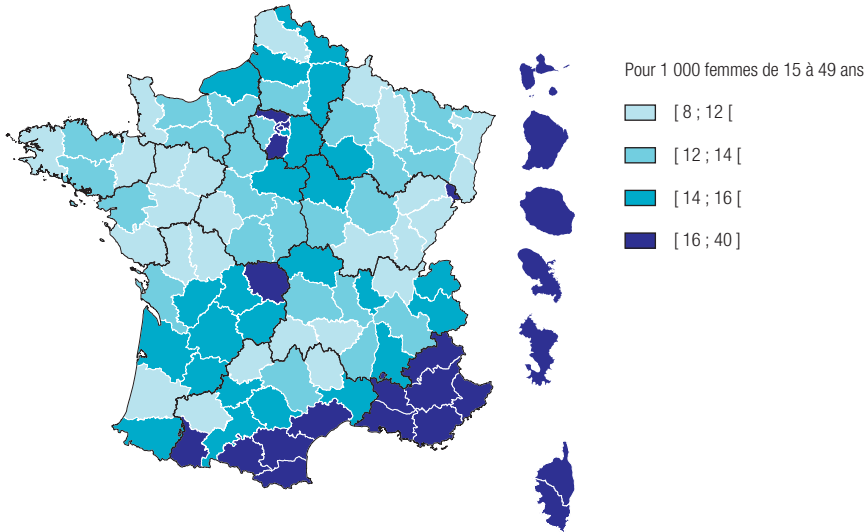 Pour 1 000 femmes de 15 à 49 ans
[ 8 ; 12 [
[ 12 ; 14 [
[ 14 ; 16 [
[ 16 ; 40 ]